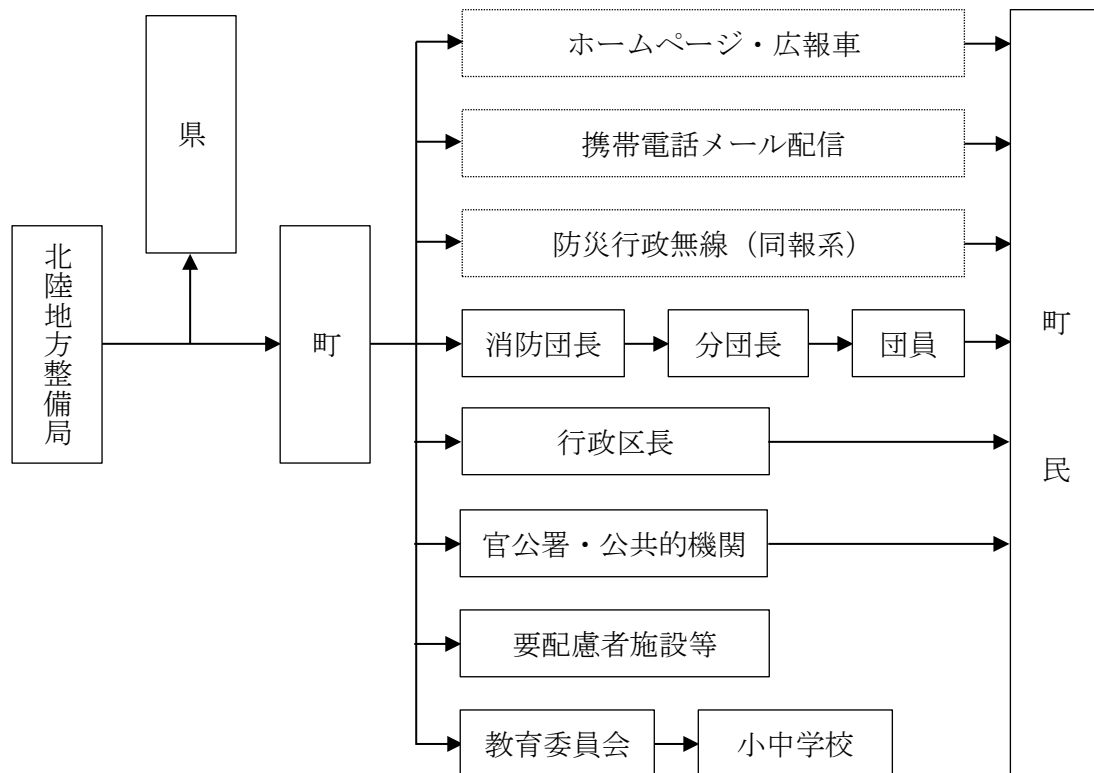 県
北陸地方整備局
町
ホームページ・広報車
携帯電話メール配信
防災行政無線（同報系）
消防団長
分団長
団員
行政区長
官公署・公共的機関
要配慮者施設等
教育委員会
小中学校
町民